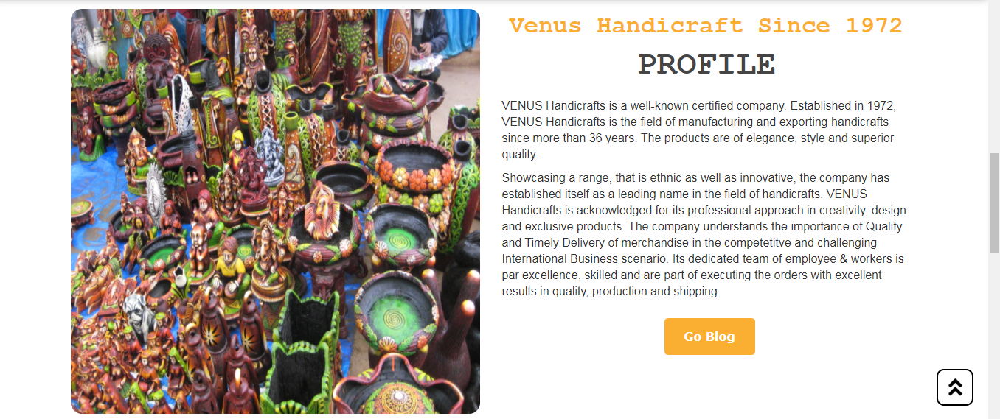 Venus Handicraft Since 1972
PROFILE
VENUS Handicrafts is a well-known certified company. Established in 1972,
VENUS Handicrafts is the field of manufacturing and exporting handicrafts
since more than 36 years. The products are of elegance, style and superior
quality.
Showcasing a range, that is ethnic as well as innovative, the company has
established itself as a leading name in the field of handicrafts. VENUS
Handicrafts is acknowledged for its professional approach in creativity, design
and exclusive products. The company understands the importance of Quality
and Timely Delivery of merchandise in the competetitve and challenging
International Business scenario. Its dedicated team of employee & workers is
par excellence, skilled and are part of executing the orders with excellent
results in quality, production and shipping.
Go Blog